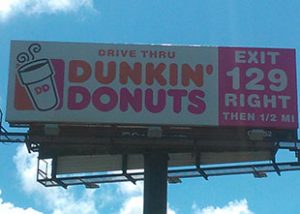 DRIVE THRU
DUNKIN'
DONUTS
DD
EXIT
129
RIGHT
THEN 1/2 MI